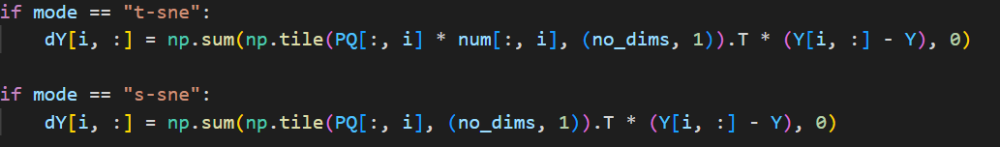 if mode == "t-sne":
    dY[i, :] = np.sum(np.tile(PQ[:, i] * num[:, i], (no_dims, 1)).T * (Y[i, :] - Y), 0)
if mode == "s-sne":
    dY[i, :] = np.sum(np.tile(PQ[:, i], (no_dims, 1)).T * (Y[i, :] - Y), 0)